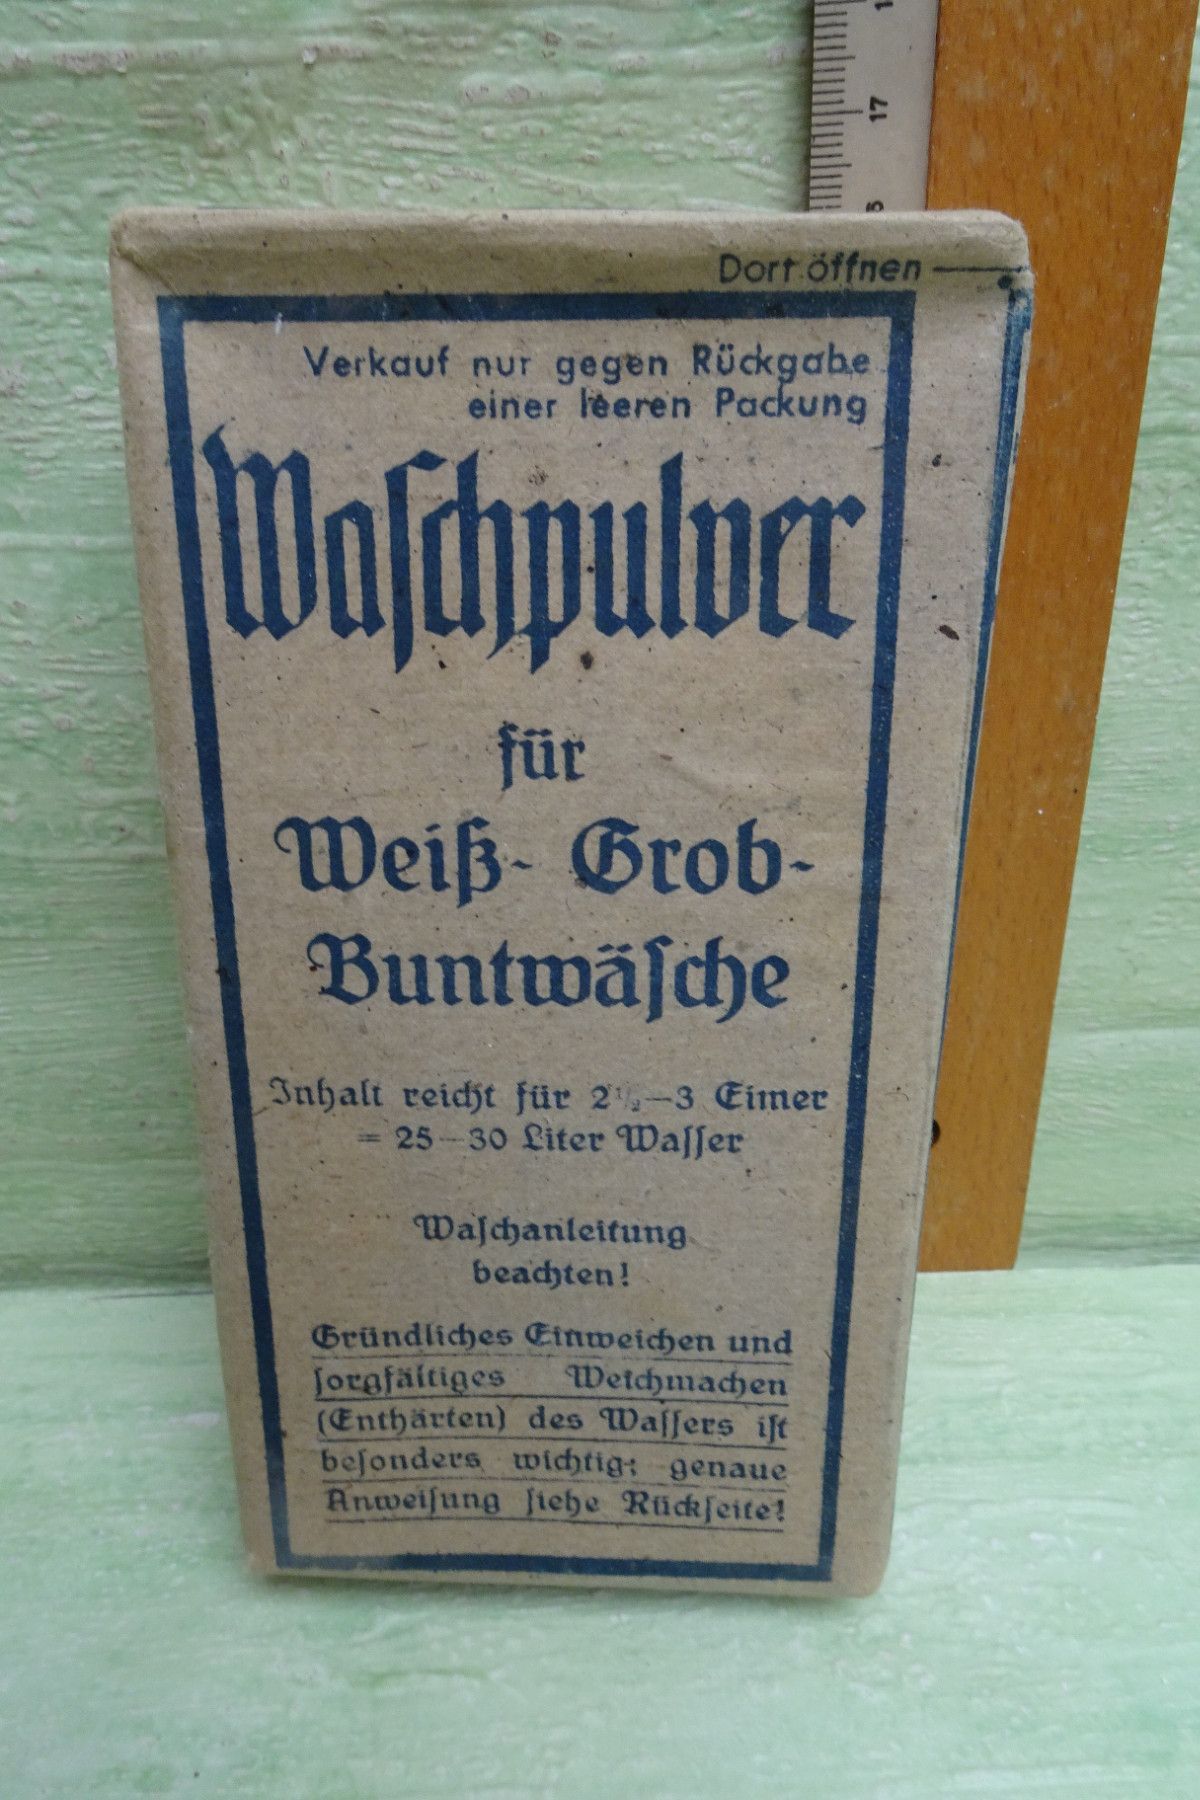 17
Dort öffnen
Verkauf nur gegen Rückgabe
einer leeren Packung
Waſchpulver
für
Weiß- Grob-
Buntwäſche
Inhalt reicht für 2½—3 Eimer
= 25—30 Liter Waſſer
Waſchanleitung
beachten!
Gründliches Einweichen und
ſorgfältiges Weichmachen
(Enthärten) des Waſſers iſt
beſonders wichtig; genaue
Anweiſung ſiehe Rückſeite!